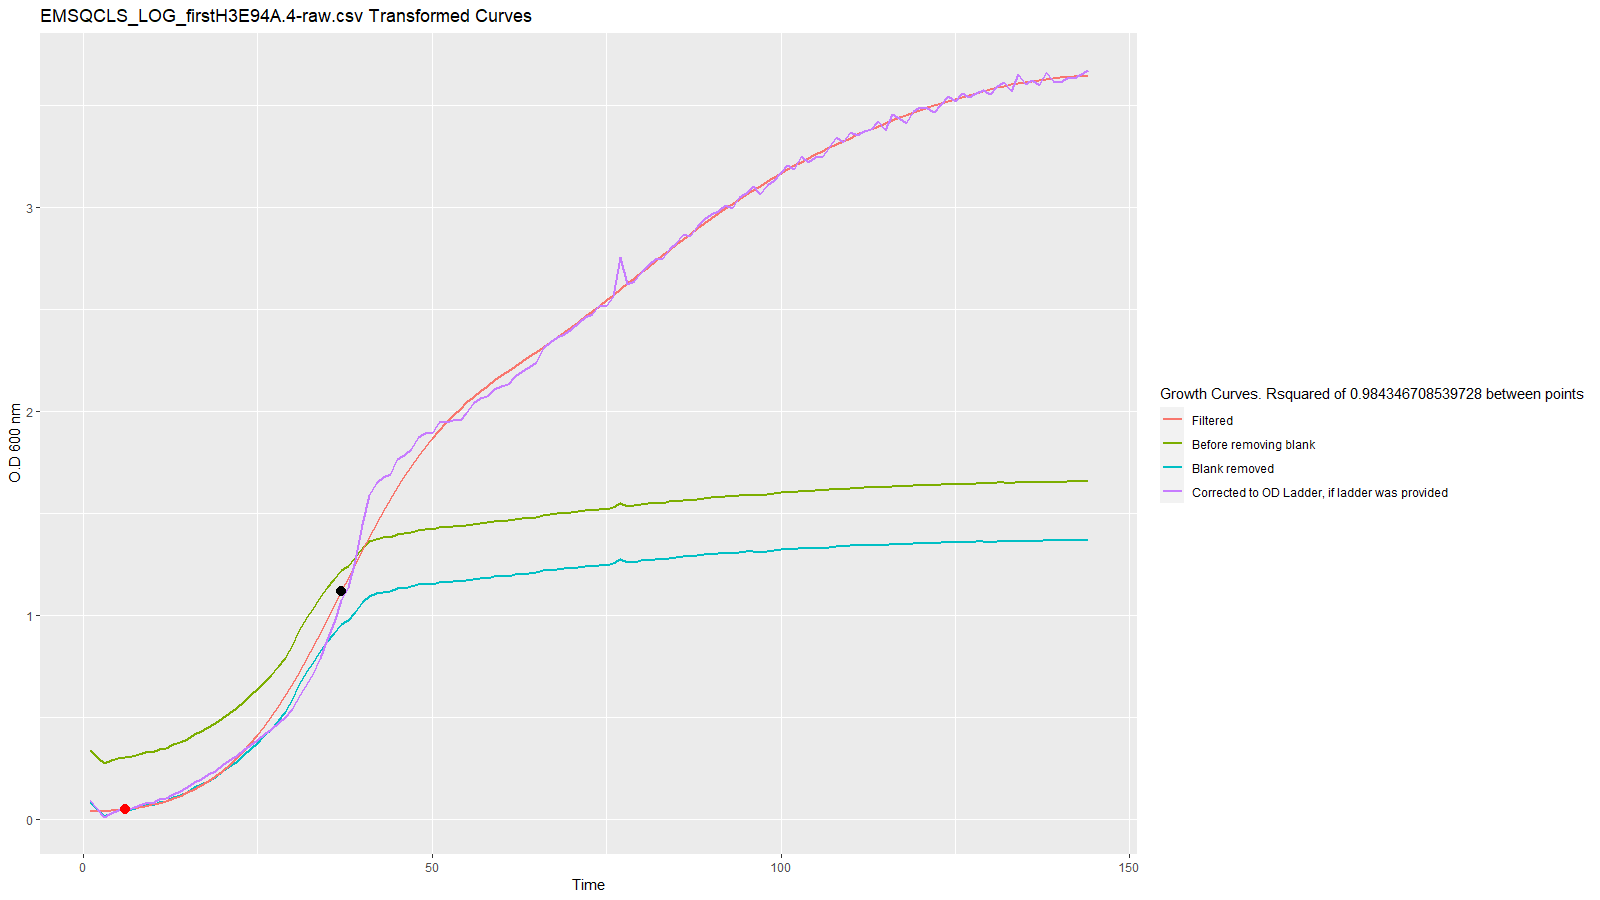 EMSQCLS_LOG_firstH3E94A.4-raw.csv Transformed Curves
O.D 600 nm
3
2
1
0
0
50
100
150
Time
Growth Curves. Rsquared of 0.984346708539728 between points
Filtered
Before removing blank
Blank removed
Corrected to OD Ladder, if ladder was provided